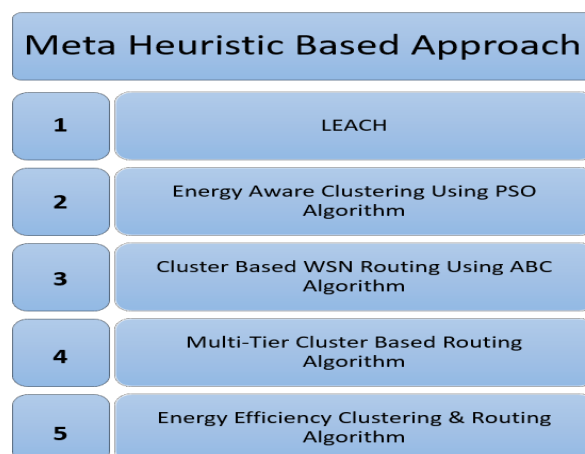 Meta Heuristic Based Approach
1
LEACH
2
Energy Aware Clustering Using PSO
Algorithm
3
Cluster Based WSN Routing Using ABC
Algorithm
4
Multi-Tier Cluster Based Routing
Algorithm
5
Energy Efficiency Clustering & Routing
Algorithm